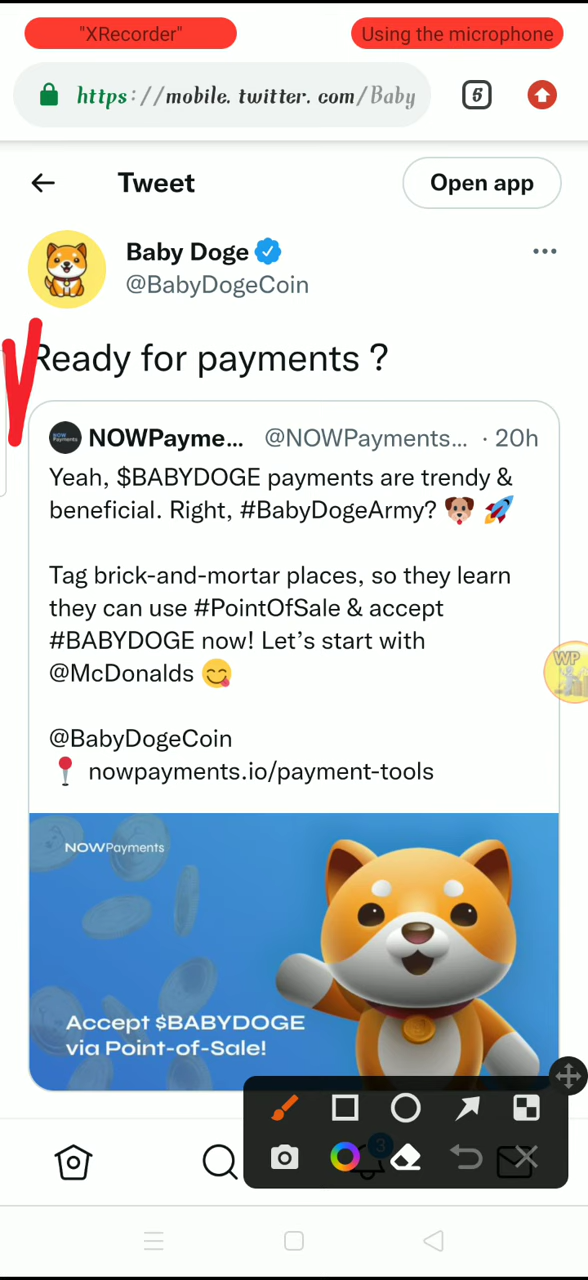 "XRecorder"
Using the microphone
https://mobile.twitter.com/Baby
6
Tweet
Open app
Baby Doge
@BabyDogeCoin
Ready for payments ?
NOWPayme... @NOWPayments... · 20h
Yeah, $BABYDOGE payments are trendy &
beneficial. Right, #BabyDogeArmy? 🐶 🚀
Tag brick-and-mortar places, so they learn
they can use #PointOfSale & accept
#BABYDOGE now! Let's start with
@McDonalds 😋
@BabyDogeCoin
📍 nowpayments.io/payment-tools
WP
NOWPayments
Accept $BABYDOGE
via Point-of-Sale!
3